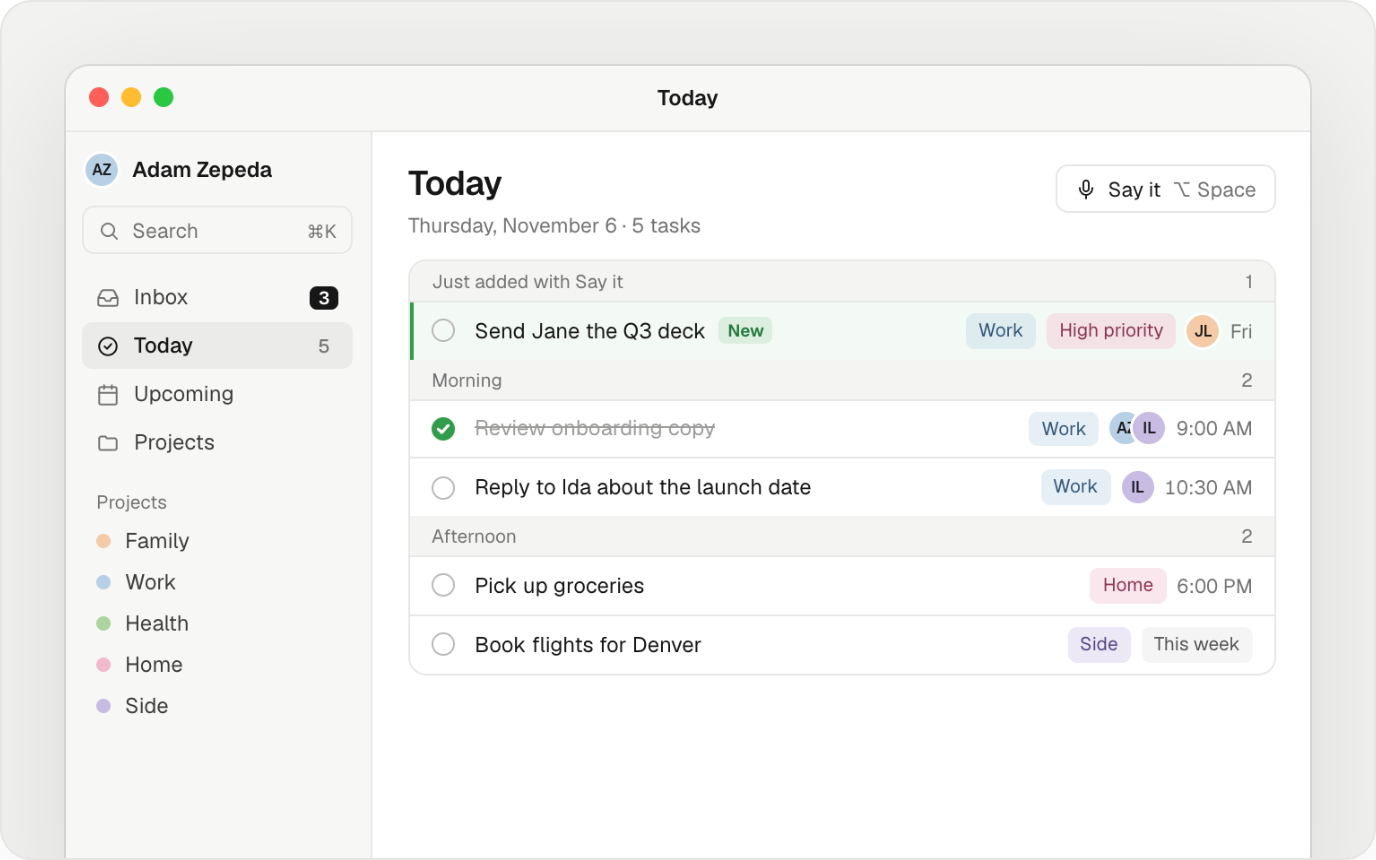 Today
AZ Adam Zepeda
Search ⌘K
Inbox 3
Today 5
Upcoming
Projects
Projects
Family
Work
Health
Home
Side
Today
Thursday, November 6 · 5 tasks
Say it ⌥ Space
Just added with Say it 1
Send Jane the Q3 deck New Work High priority JL Fri
Morning 2
Review onboarding copy Work AZ IL 9:00 AM
Reply to Ida about the launch date Work IL 10:30 AM
Afternoon 2
Pick up groceries Home 6:00 PM
Book flights for Denver Side This week